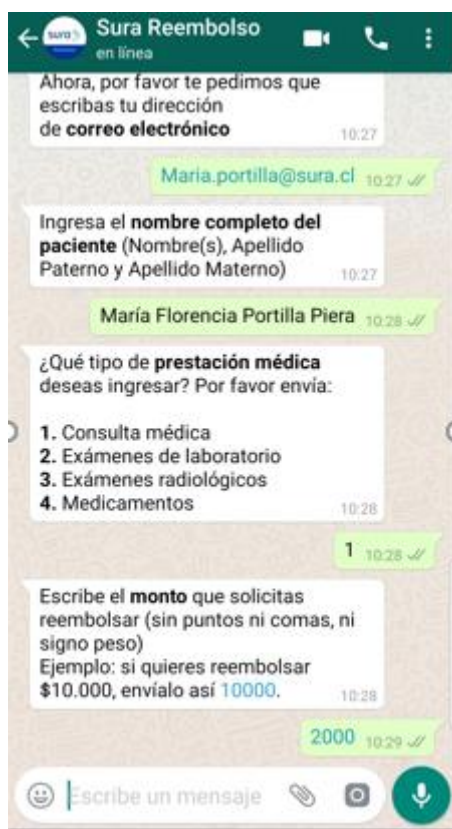 sura
Sura Reembolso
en línea
Ahora, por favor te pedimos que
escribas tu dirección
de correo electrónico
10:27
Maria.portilla@sura.cl 10:27
Ingresa el nombre completo del
paciente (Nombre(s), Apellido
Paterno y Apellido Materno)
10:27
María Florencia Portilla Piera 10:28
¿Qué tipo de prestación médica
deseas ingresar? Por favor envía:
1. Consulta médica
2. Exámenes de laboratorio
3. Exámenes radiológicos
4. Medicamentos
10:28
1 10:28
Escribe el monto que solicitas
reembolsar (sin puntos ni comas, ni
signo peso)
Ejemplo: si quieres reembolsar
$10.000, envíalo así 10000.
10:28
2000 10:29
Escribe un mensaje